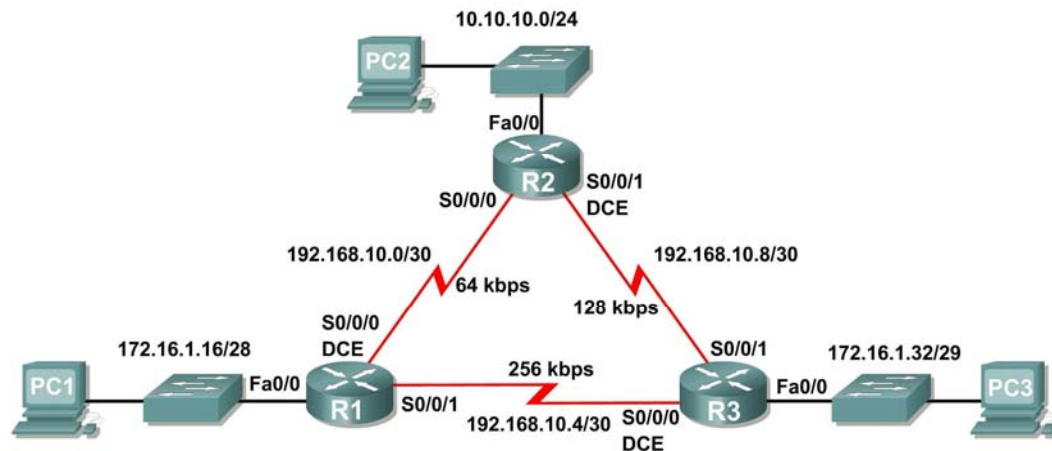 10.10.10.0/24
PC2
Fa0/0
R2
S0/0/0
S0/0/1
DCE
192.168.10.0/30
192.168.10.8/30
64 kbps
128 kbps
S0/0/0
DCE
S0/0/1
172.16.1.16/28
172.16.1.32/29
256 kbps
PC1
Fa0/0
R1
S0/0/1
192.168.10.4/30
S0/0/0
DCE
R3
Fa0/0
PC3